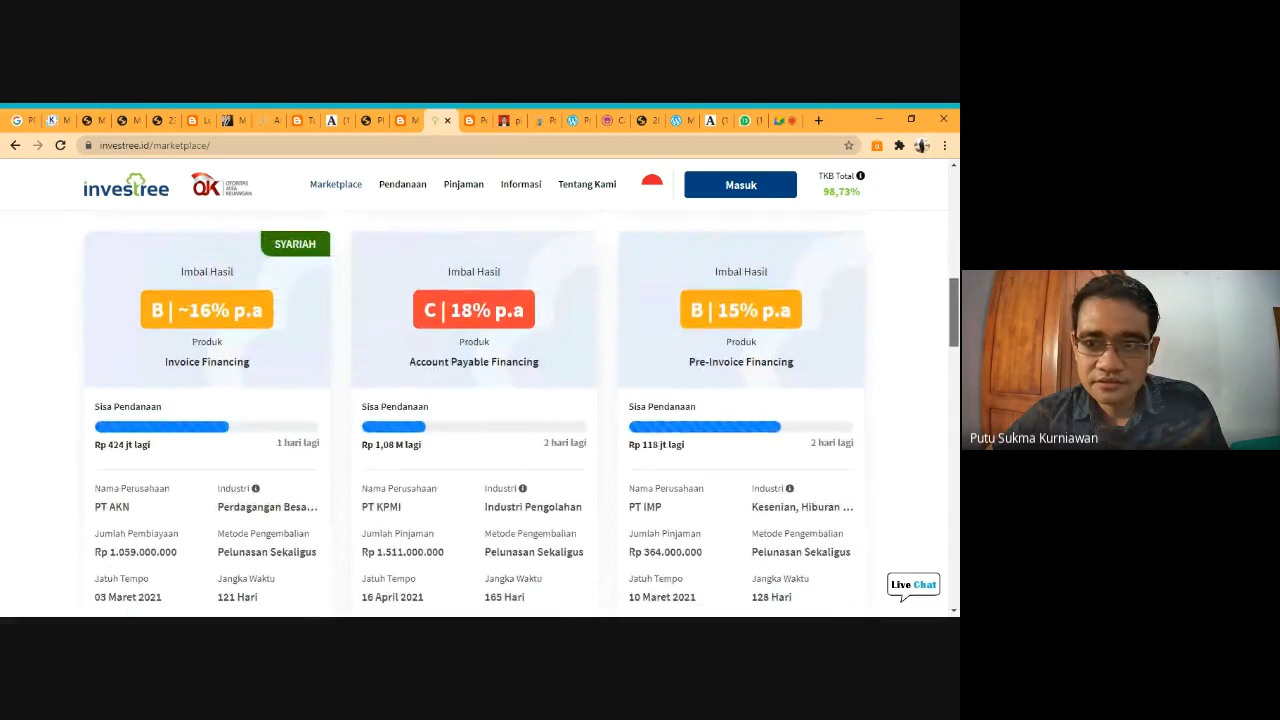 investree.id/marketplace/
investree
OJK OTORITAS JASA KEUANGAN
Marketplace Pendanaan Pinjaman Informasi Tentang Kami
Masuk
TKB Total
98,73%
SYARIAH
Imbal Hasil
B | ~16% p.a
Produk
Invoice Financing
Sisa Pendanaan
Rp 424 jt lagi 1 hari lagi
Nama Perusahaan Industri
PT AKN Perdagangan Besa...
Jumlah Pembiayaan Metode Pengembalian
Rp 1.059.000.000 Pelunasan Sekaligus
Jatuh Tempo Jangka Waktu
03 Maret 2021 121 Hari
Imbal Hasil
C | 18% p.a
Produk
Account Payable Financing
Sisa Pendanaan
Rp 1,08 M lagi 2 hari lagi
Nama Perusahaan Industri
PT KPMI Industri Pengolahan
Jumlah Pinjaman Metode Pengembalian
Rp 1.511.000.000 Pelunasan Sekaligus
Jatuh Tempo Jangka Waktu
16 April 2021 165 Hari
Imbal Hasil
B | 15% p.a
Produk
Pre-Invoice Financing
Sisa Pendanaan
Rp 118 jt lagi 2 hari lagi
Nama Perusahaan Industri
PT IMP Kesenian, Hiburan ...
Jumlah Pinjaman Metode Pengembalian
Rp 364.000.000 Pelunasan Sekaligus
Jatuh Tempo Jangka Waktu
10 Maret 2021 128 Hari
Live Chat
Putu Sukma Kurniawan